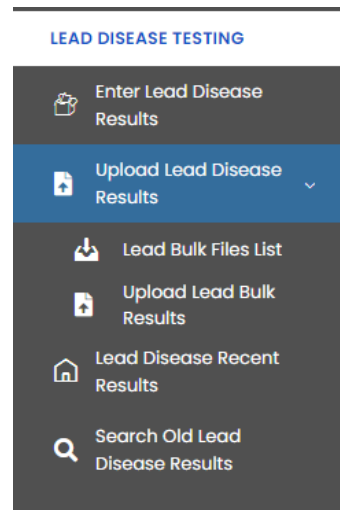 LEAD DISEASE TESTING
Enter Lead Disease
Results
Upload Lead Disease
Results
Lead Bulk Files List
Upload Lead Bulk
Results
Lead Disease Recent
Results
Search Old Lead
Disease Results